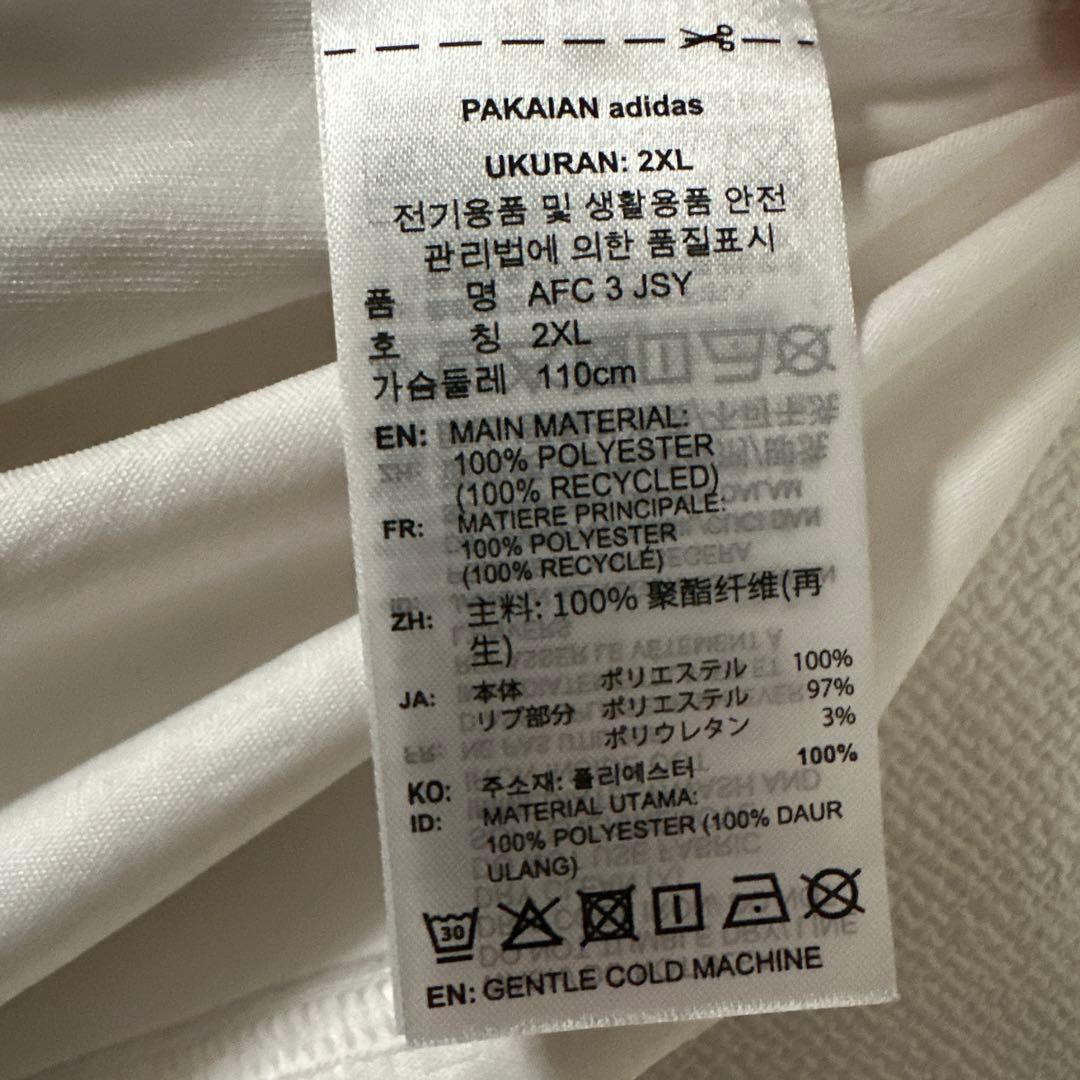 PAKAIAN adidas
UKURAN: 2XL
전기용품 및 생활용품 안전
관리법에 의한 품질표시
품 명 AFC 3 JSY
호 칭 2XL
가슴둘레 110cm
EN: MAIN MATERIAL:
100% POLYESTER
(100% RECYCLED)
FR: MATIERE PRINCIPALE:
100% POLYESTER
(100% RECYCLÉ)
ZH: 主料: 100% 聚酯纤维(再
生)
JA: 本体 ポリエステル 100%
リブ部分 ポリエステル 97%
ポリウレタン 3%
KO: 주소재: 폴리에스터 100%
ID: MATERIAL UTAMA:
100% POLYESTER (100% DAUR
ULANG)
30
EN: GENTLE COLD MACHINE